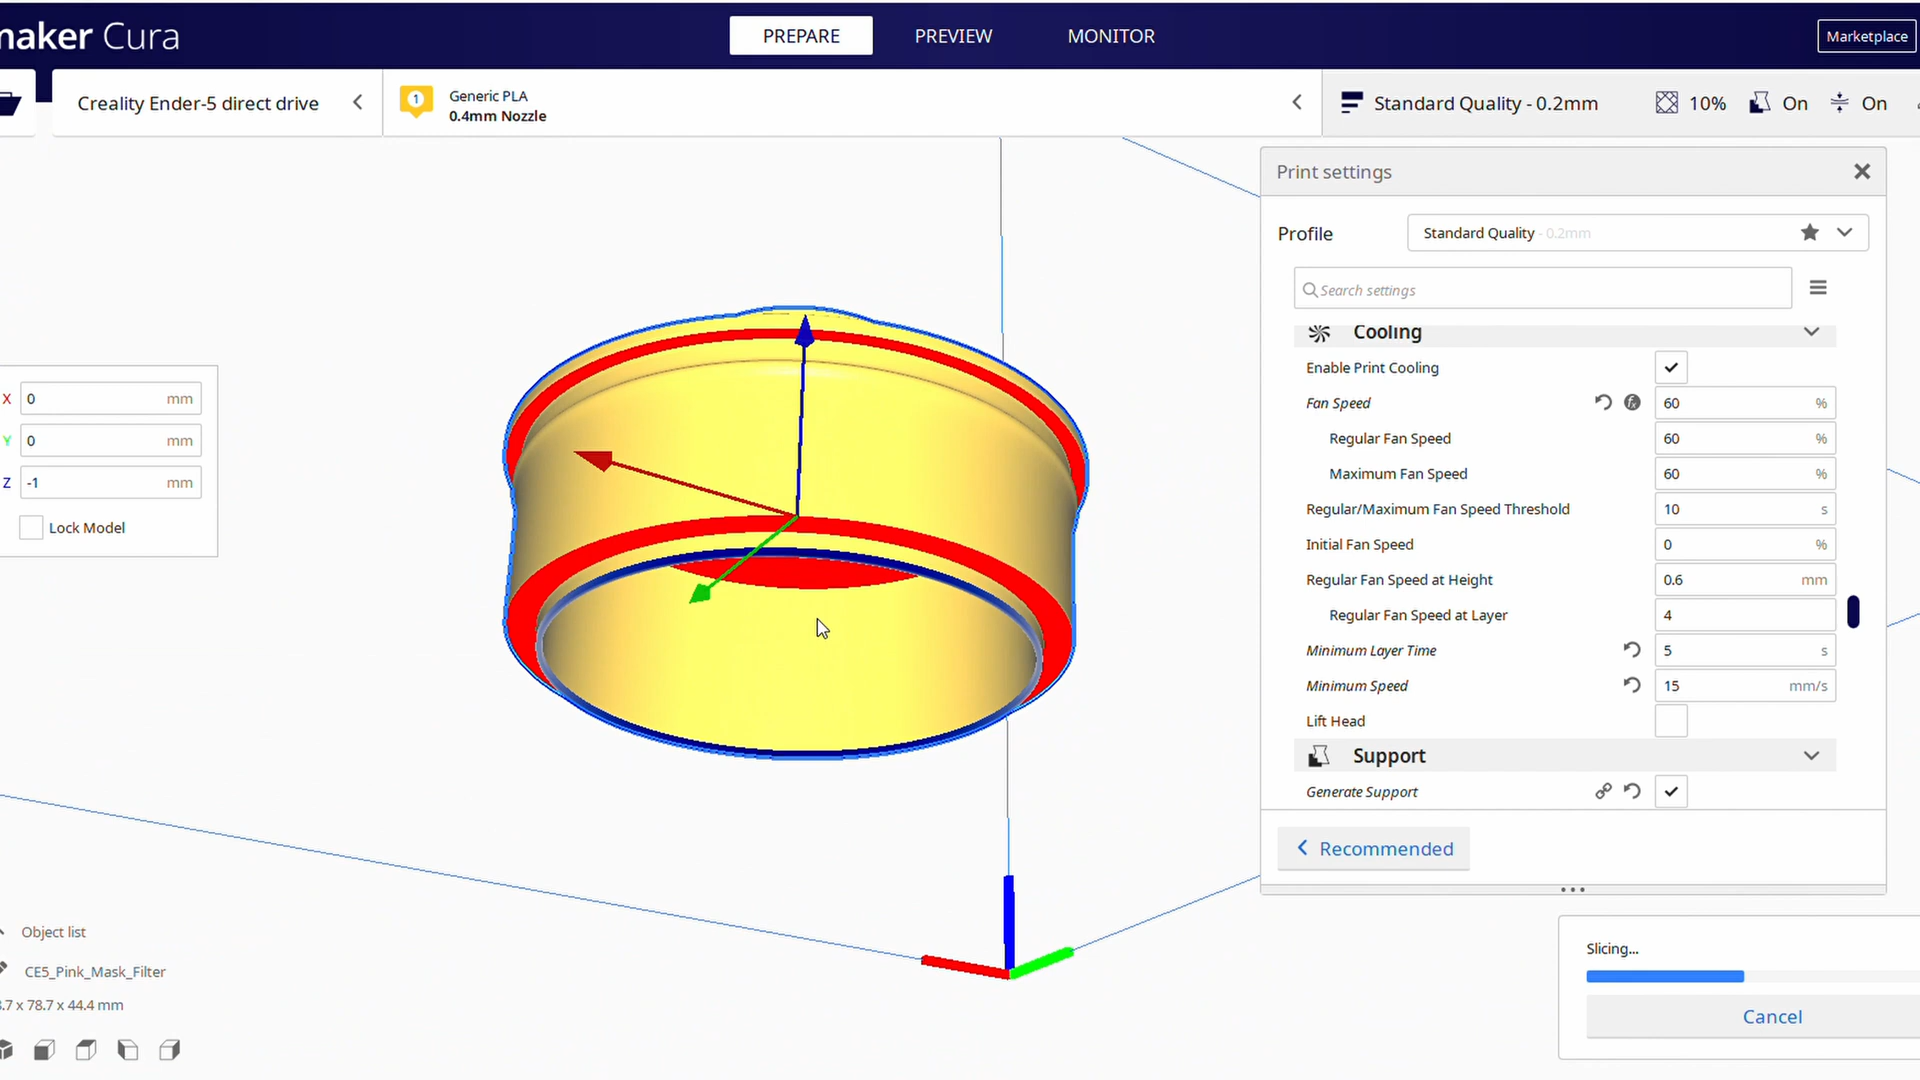 maker Cura
PREPARE
PREVIEW
MONITOR
Marketplace
Creality Ender-5 direct drive
1
Generic PLA
0.4mm Nozzle
Standard Quality - 0.2mm
10%
On
On
Print settings
Profile
Standard Quality - 0.2mm
Search settings
Cooling
Enable Print Cooling
Fan Speed
60 %
Regular Fan Speed
60 %
Maximum Fan Speed
60 %
Regular/Maximum Fan Speed Threshold
10 s
Initial Fan Speed
0 %
Regular Fan Speed at Height
0.6 mm
Regular Fan Speed at Layer
4
Minimum Layer Time
5 s
Minimum Speed
15 mm/s
Lift Head
Support
Generate Support
Recommended
X 0 mm
Y 0 mm
Z -1 mm
Lock Model
Object list
CE5_Pink_Mask_Filter
8.7 x 78.7 x 44.4 mm
Slicing...
Cancel